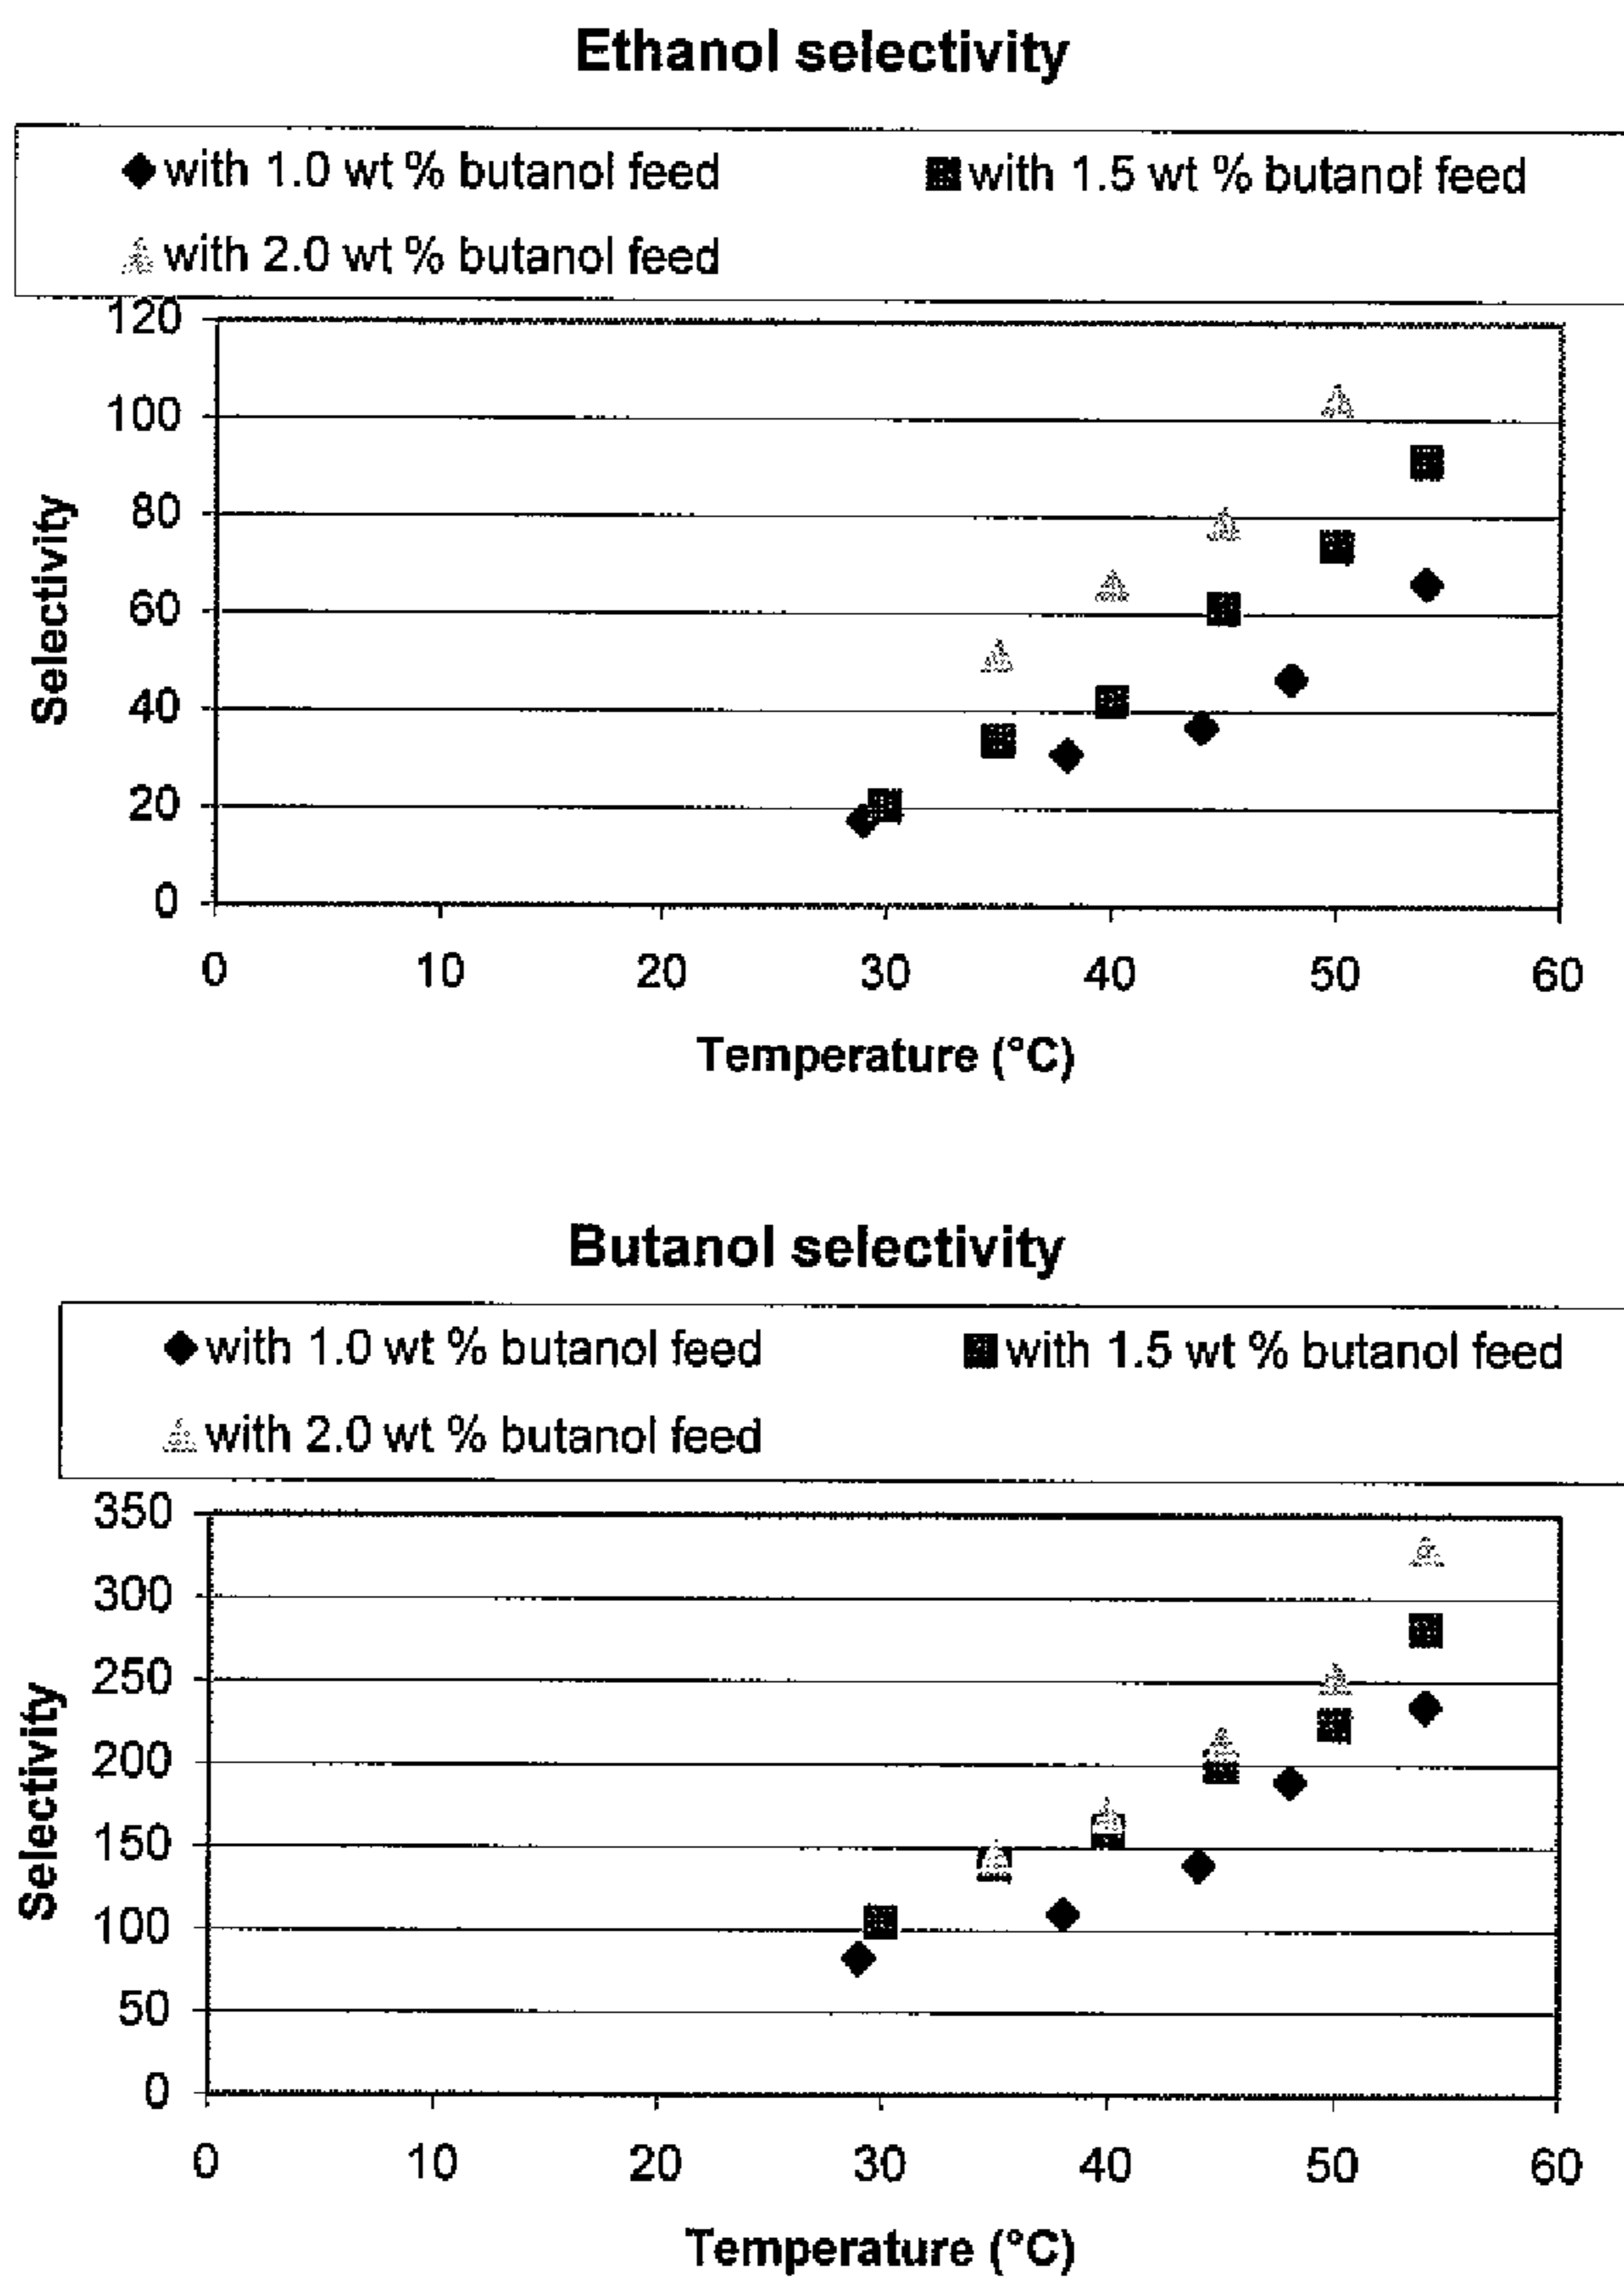 Ethanol selectivity
with 1.0 wt % butanol feed with 1.5 wt % butanol feed
with 2.0 wt % butanol feed
120
100
80
60
40
20
0
Selectivity
0 10 20 30 40 50 60
Temperature (°C)
Butanol selectivity
with 1.0 wt % butanol feed with 1.5 wt % butanol feed
with 2.0 wt % butanol feed
350
300
250
200
150
100
50
0
Selectivity
0 10 20 30 40 50 60
Temperature (°C)